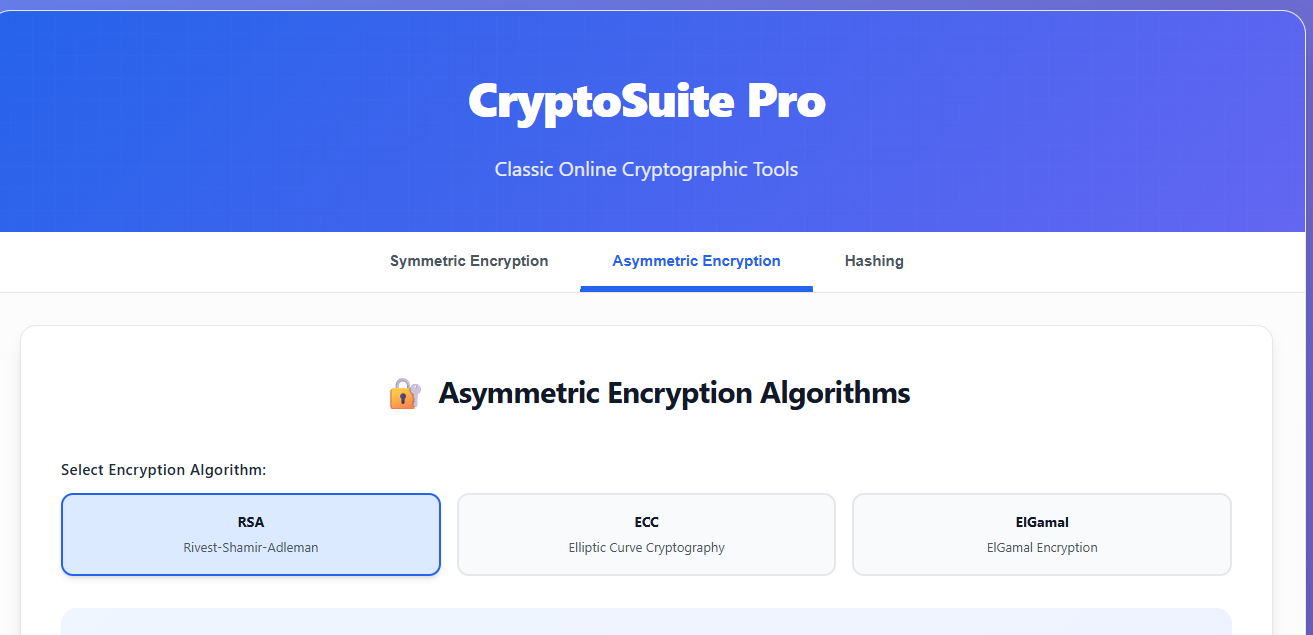 CryptoSuite Pro
Classic Online Cryptographic Tools
Symmetric Encryption
Asymmetric Encryption
Hashing
Asymmetric Encryption Algorithms
Select Encryption Algorithm:
RSA
Rivest-Shamir-Adleman
ECC
Elliptic Curve Cryptography
ElGamal
ElGamal Encryption